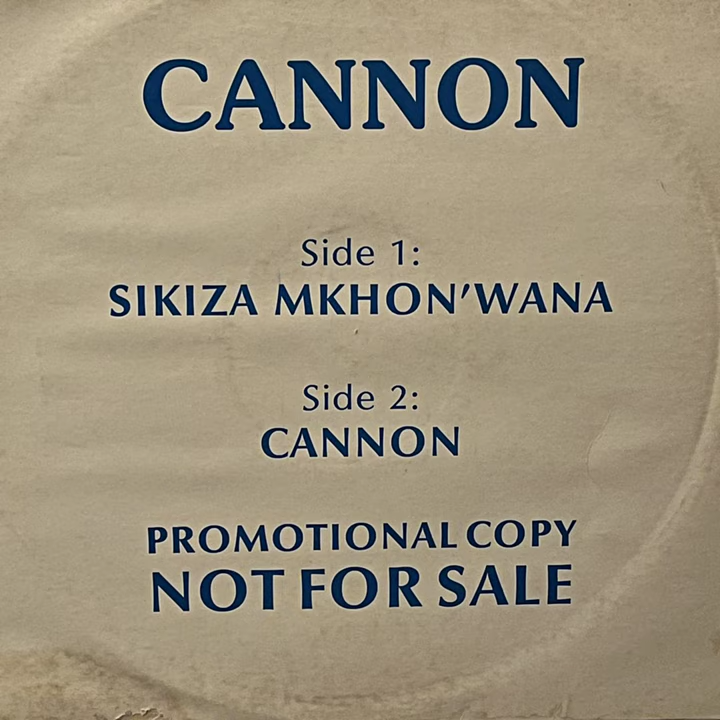 CANNON
Side 1:
SIKIZA MKHON'WANA
Side 2:
CANNON
PROMOTIONAL COPY
NOT FOR SALE